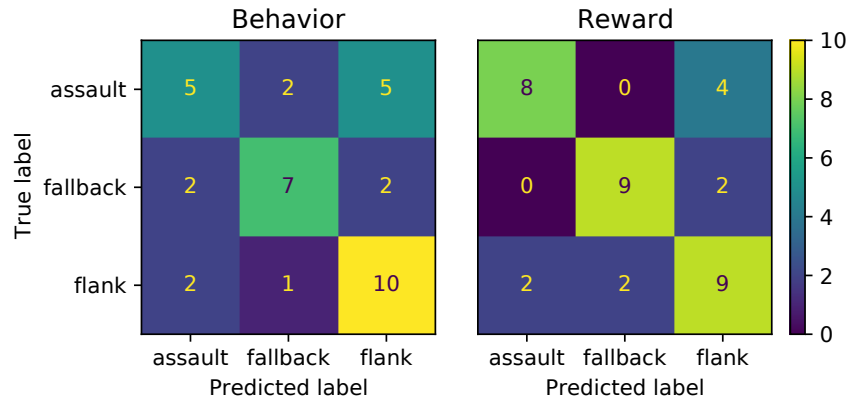 Behavior
Reward
True label
assault
fallback
flank
5 2 5
2 7 2
2 1 10
assault fallback flank
Predicted label
8 0 4
0 9 2
2 2 9
assault fallback flank
Predicted label
10
8
6
4
2
0